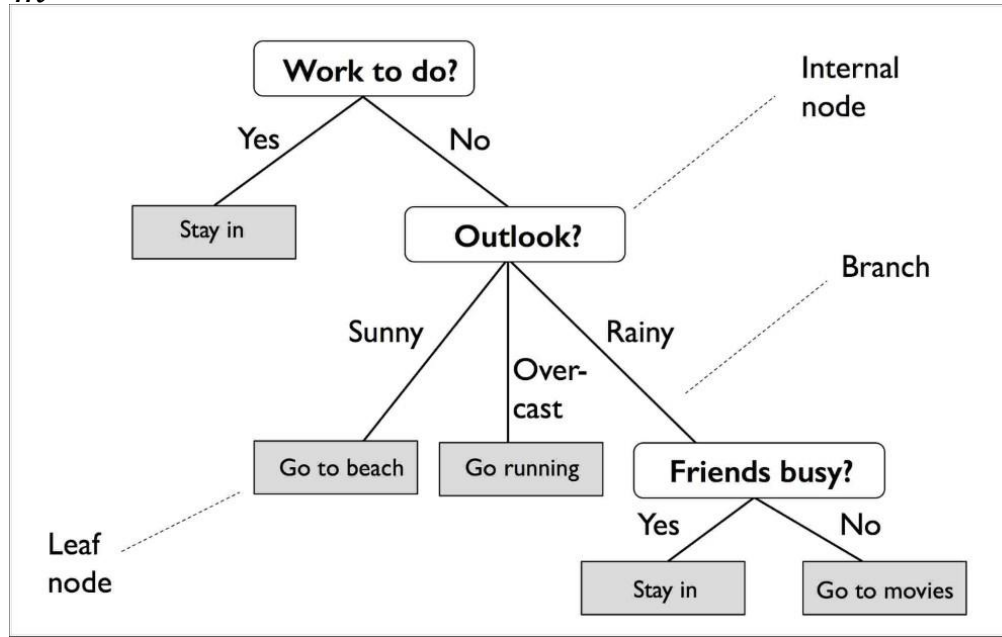 Work to do?
Internal
node
Yes
No
Stay in
Outlook?
Branch
Sunny
Rainy
Over-
cast
Go to beach
Go running
Friends busy?
Yes
No
Leaf
node
Stay in
Go to movies